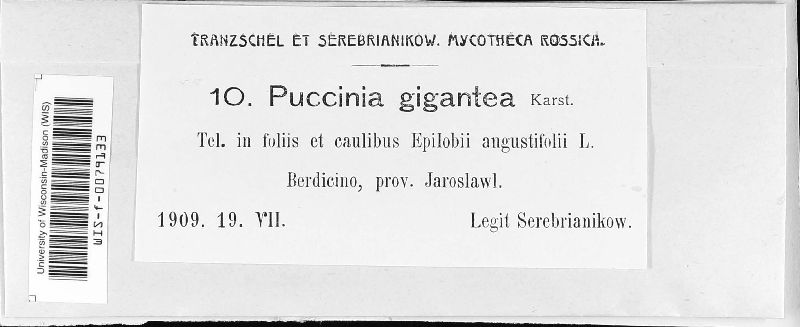 TRANZSCHEL ET SEREBRIANIKOW. MYCOTHECA ROSSICA.
10. Puccinia gigantea Karst.
Tel. in foliis et caulibus Epilobii angustifolii L.
Berdicino, prov. Jaroslawl.
1909. 19. VII. Legit Serebrianikow.
University of Wisconsin-Madison (WIS)
WIS-f-0074133